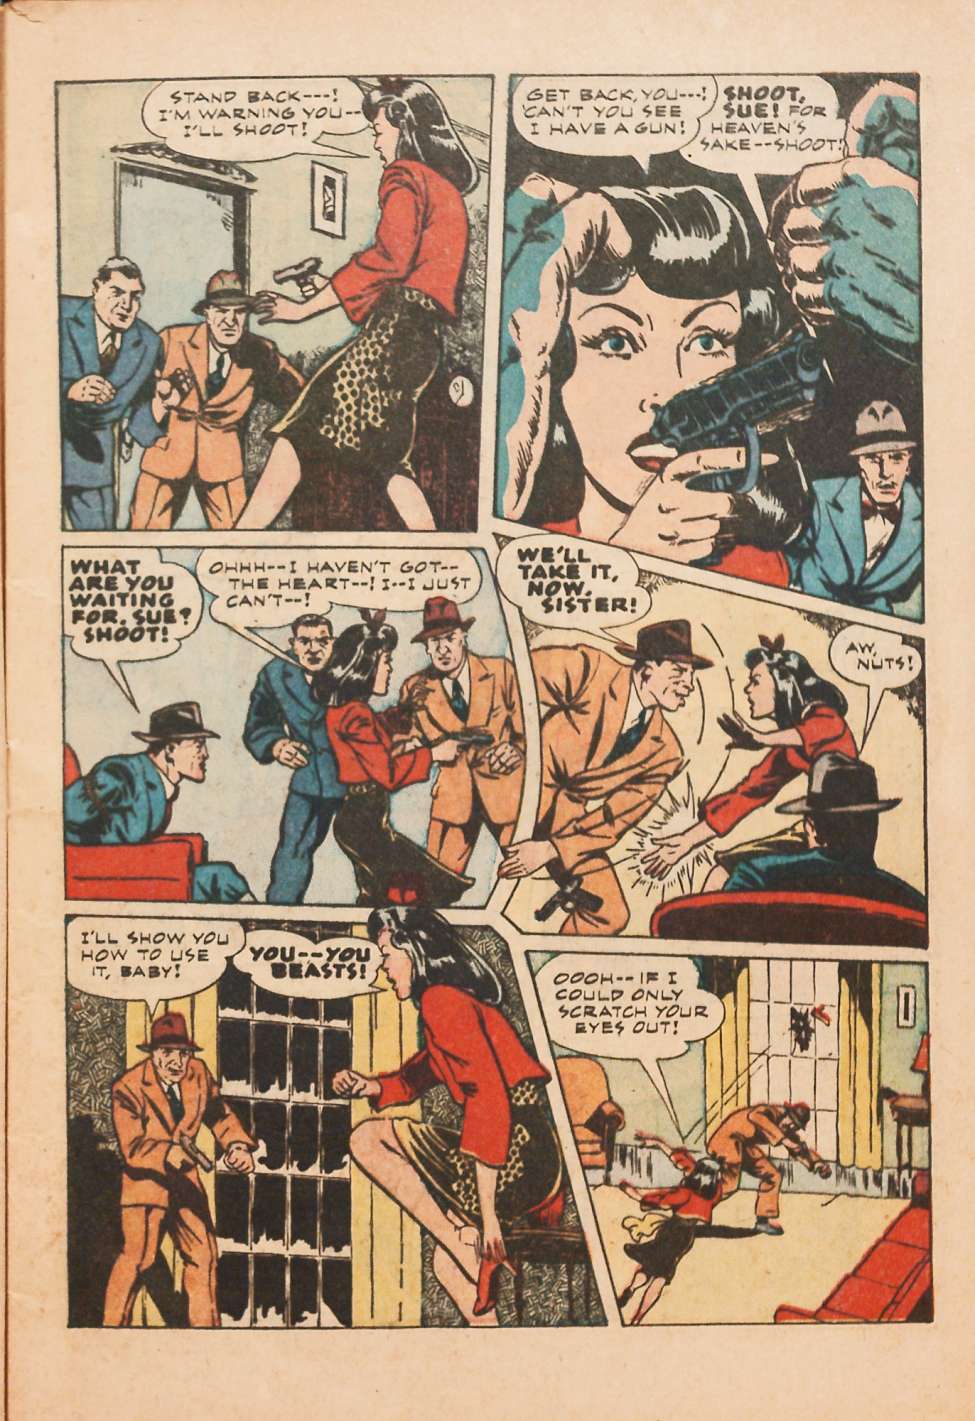 STAND BACK---!
I'M WARNING YOU--
I'LL SHOOT!
GET BACK, YOU---!
CAN'T YOU SEE
I HAVE A GUN!
SHOOT,
SUE! FOR
HEAVEN'S
SAKE--SHOOT!
WHAT
ARE YOU
WAITING
FOR, SUE?
SHOOT!
OHHH--I HAVEN'T GOT--
THE HEART--! I--I JUST
CAN'T--!
WE'LL
TAKE IT,
NOW,
SISTER!
AW,
NUTS!
I'LL SHOW YOU
HOW TO USE
IT, BABY!
YOU--YOU
BEASTS!
OOOH--IF I
COULD ONLY
SCRATCH YOUR
EYES OUT!